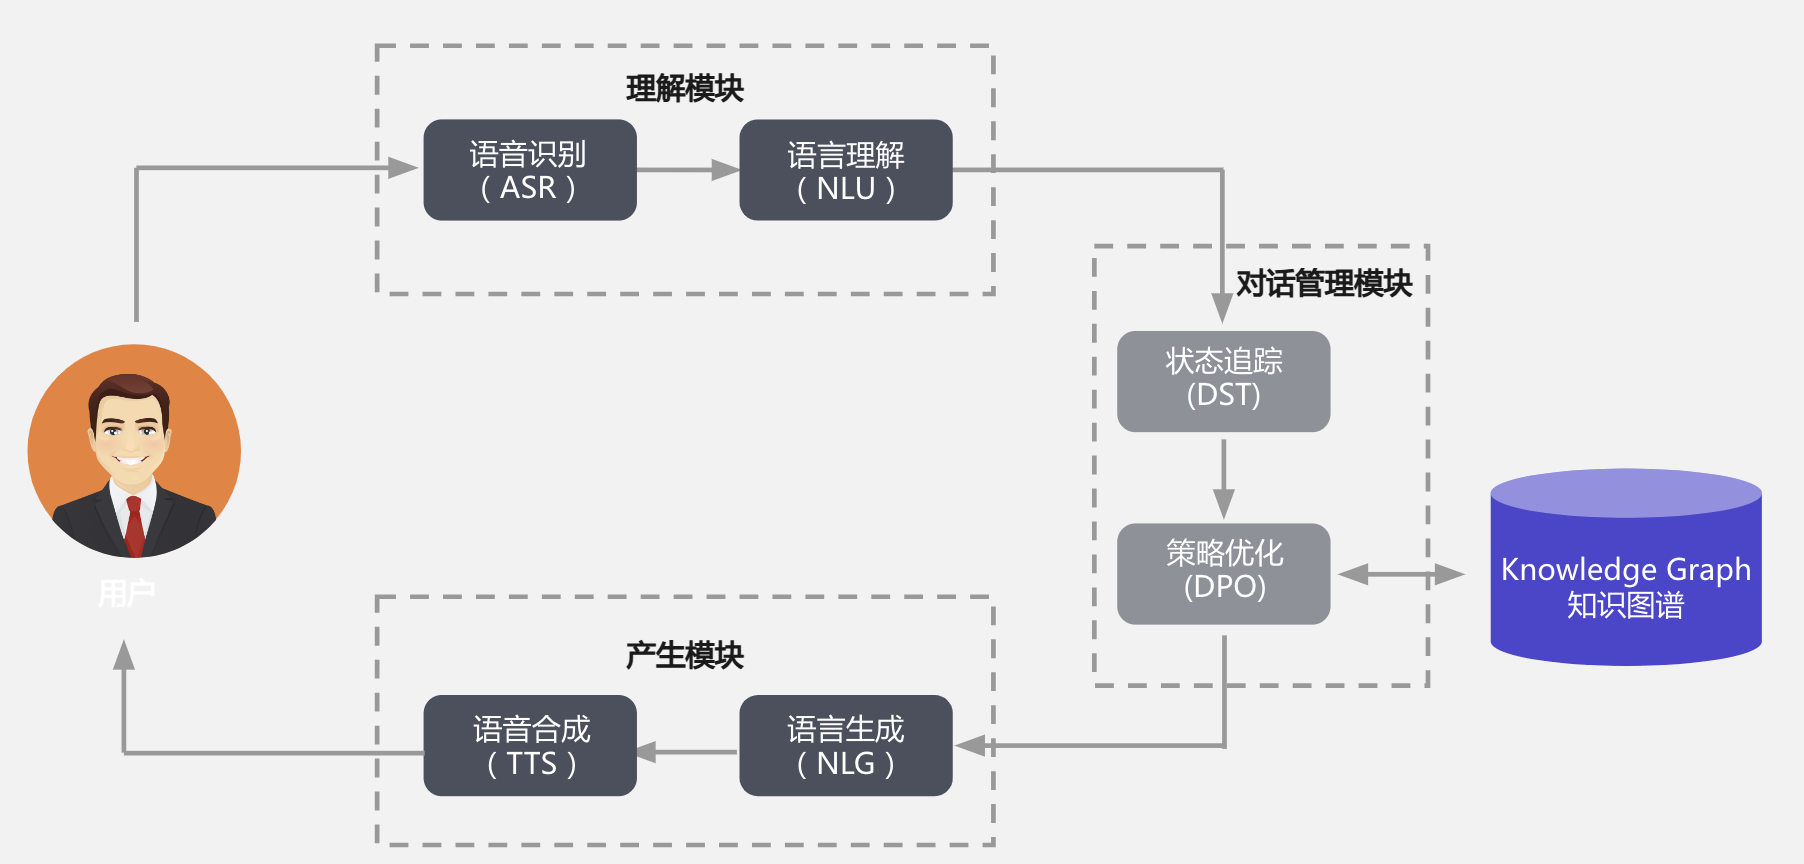 理解模块
语音识别
（ ASR ）
语言理解
（ NLU ）
对话管理模块
状态追踪
(DST)
策略优化
(DPO)
Knowledge Graph
知识图谱
用户
产生模块
语音合成
（ TTS ）
语言生成
（ NLG ）